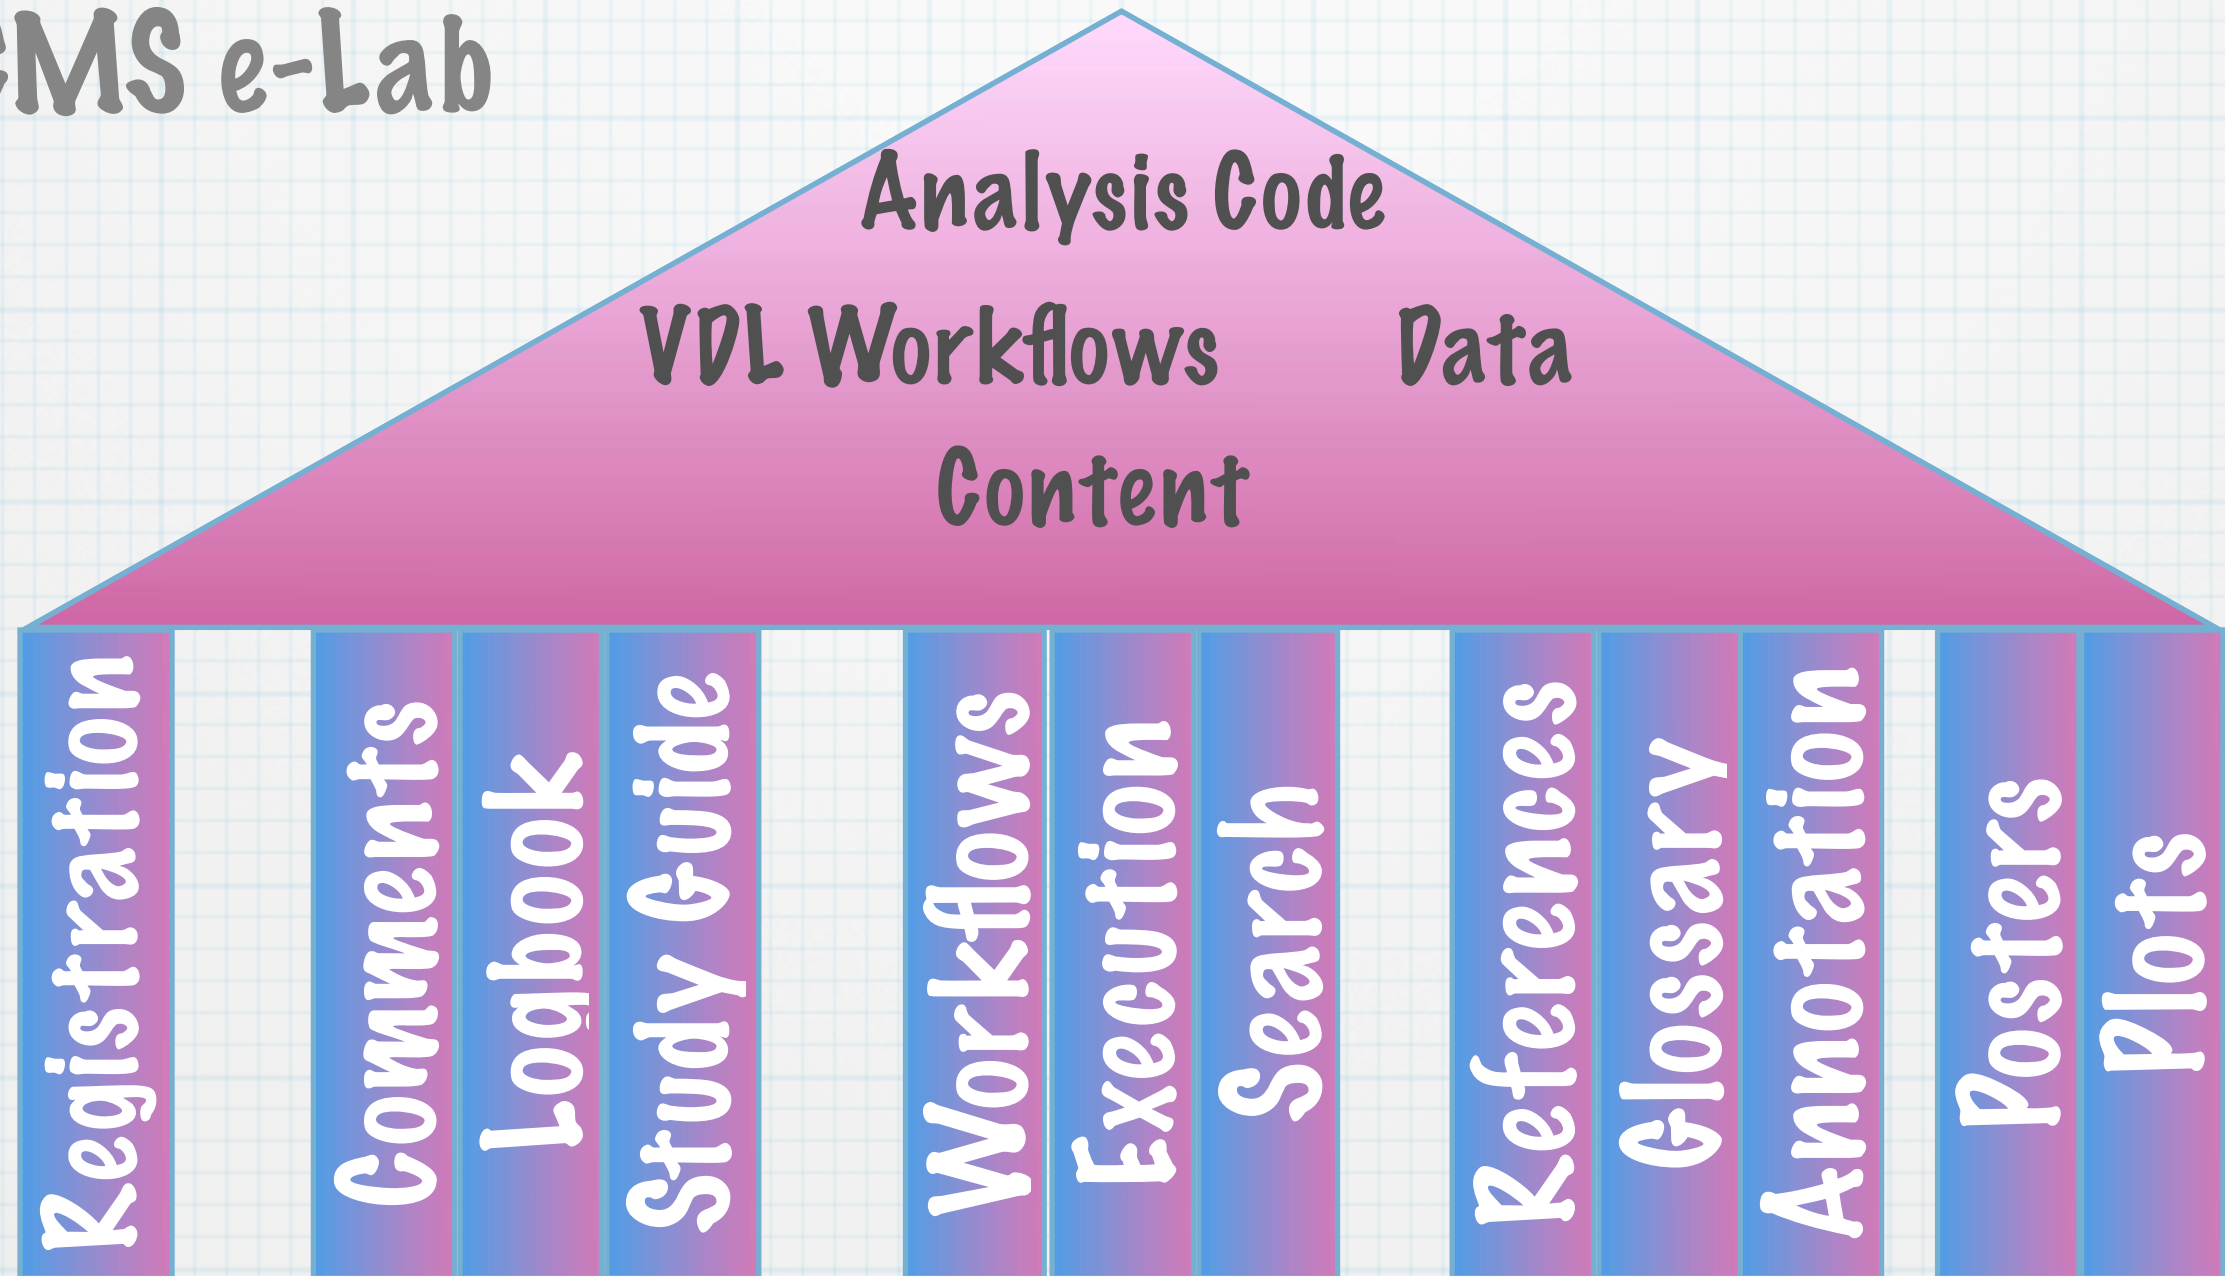 CMS e-Lab
Analysis Code
VDL Workflows Data
Content
Registration
Comments
Logbook
Study Guide
Workflows
Execution
Search
References
Glossary
Annotation
Posters
Plots